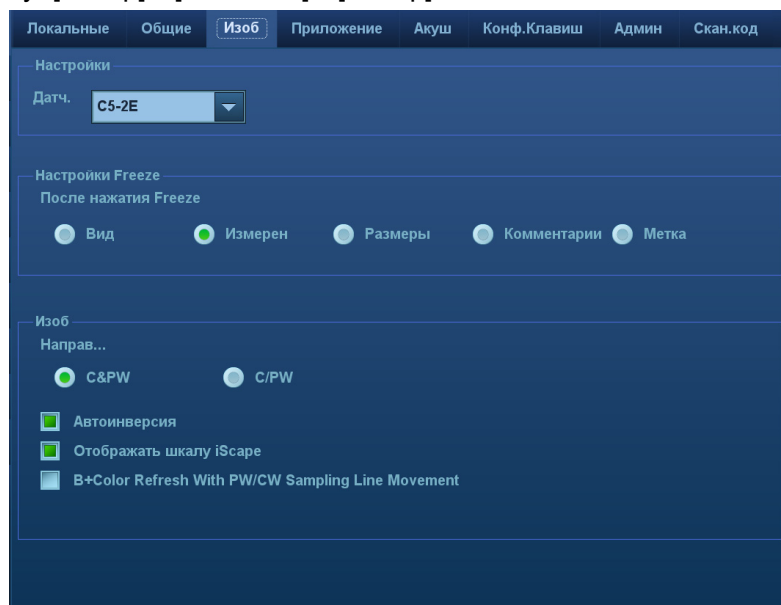 Локальные Общие Изоб Приложение Акуш Конф.Клавиш Админ Скан.код
Настройки
Датч. C5-2E
Настройки Freeze
После нажатия Freeze
Вид Измерен Размеры Комментарии Метка
Изоб
Направ...
C&PW C/PW
Автоинверсия
Отображать шкалу iScape
B+Color Refresh With PW/CW Sampling Line Movement